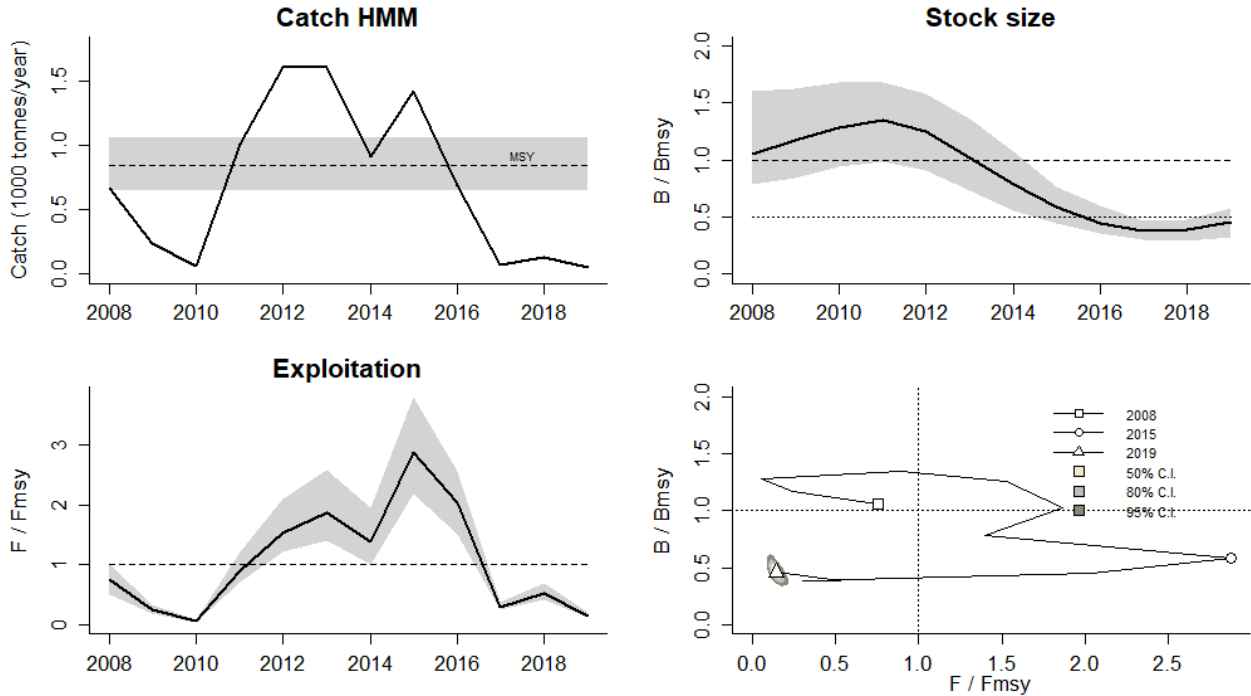 Catch HMM
Catch (1000 tonnes/year)
0.0 0.5 1.0 1.5
MSY
2008 2010 2012 2014 2016 2018
Stock size
B / Bmsy
0.0 0.5 1.0 1.5 2.0
2008 2010 2012 2014 2016 2018
Exploitation
F / Fmsy
0 1 2 3
2008 2010 2012 2014 2016 2018
B / Bmsy
0.0 0.5 1.0 1.5 2.0
2008
2015
2019
50% C.I.
80% C.I.
95% C.I.
0.0 0.5 1.0 1.5 2.0 2.5
F / Fmsy